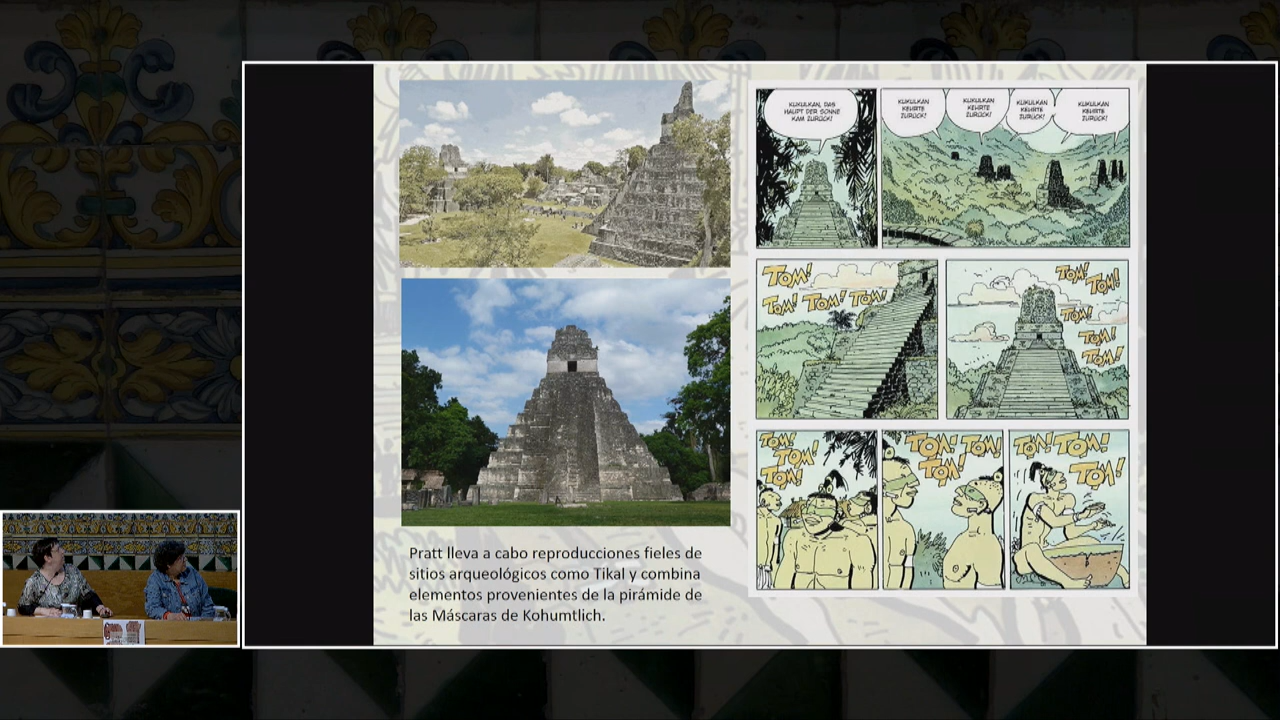 Pratt lleva a cabo reproducciones fieles de
sitios arqueológicos como Tikal y combina
elementos provenientes de la pirámide de
las Máscaras de Kohumtlich.
KUKULKAN, DAS
HAUPT DER SONNE
KAM ZURÜCK!
KUKULKAN
KEHRTE
ZURÜCK!
KUKULKAN
KEHRTE
ZURÜCK!
KUKULKAN
KEHRTE
ZURÜCK!
KUKULKAN
KEHRTE
ZURÜCK!
TOM!
TOM! TOM! TOM!
TOM!
TOM!
TOM!
TOM!
TOM!
TOM!
TOM!
TOM!
TOM! TOM!
TOM!
TOM! TOM!
TOM!